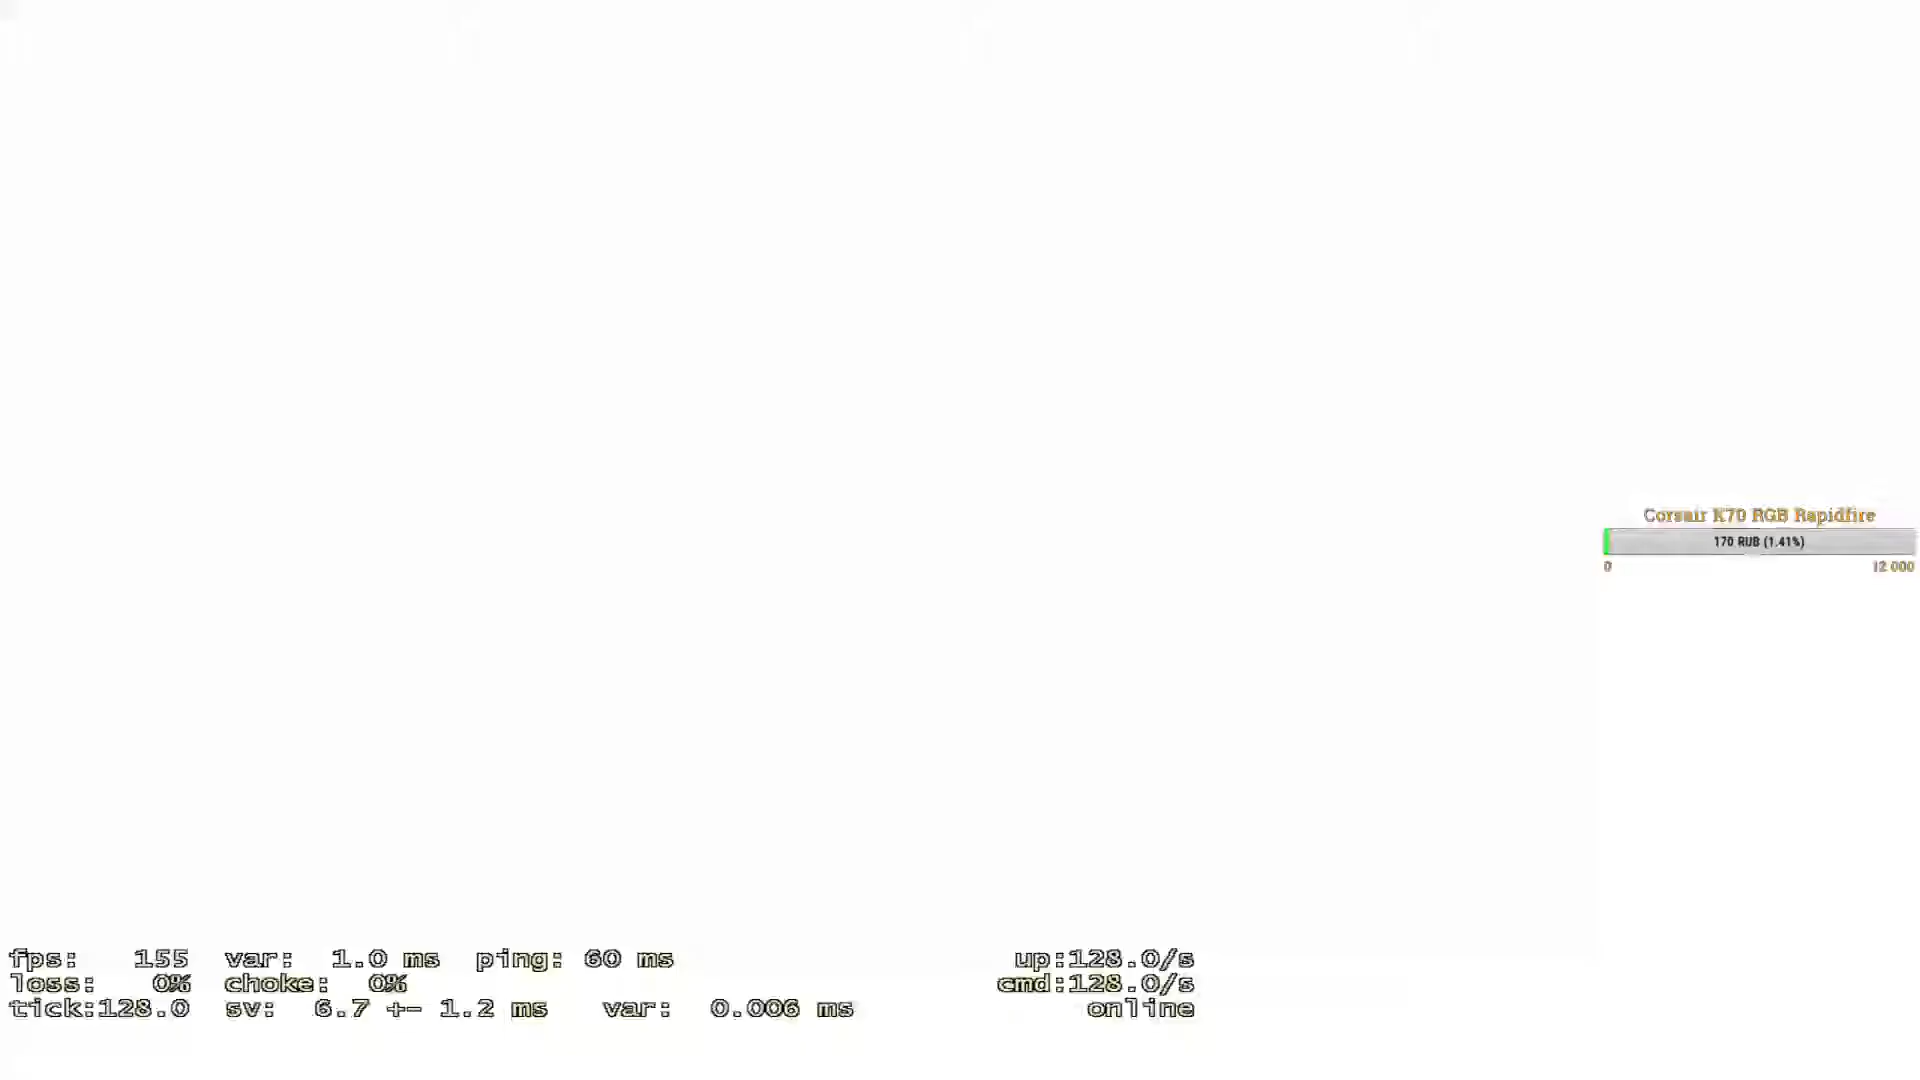 Corsair K70 RGB Rapidfire
170 RUB (1.41%)
0 12 000
fps: 155 var: 1.0 ms ping: 60 ms up:128.0/s
loss: 0% choke: 0% cmd:128.0/s
tick:128.0 sv: 6.7 +- 1.2 ms var: 0.006 ms online